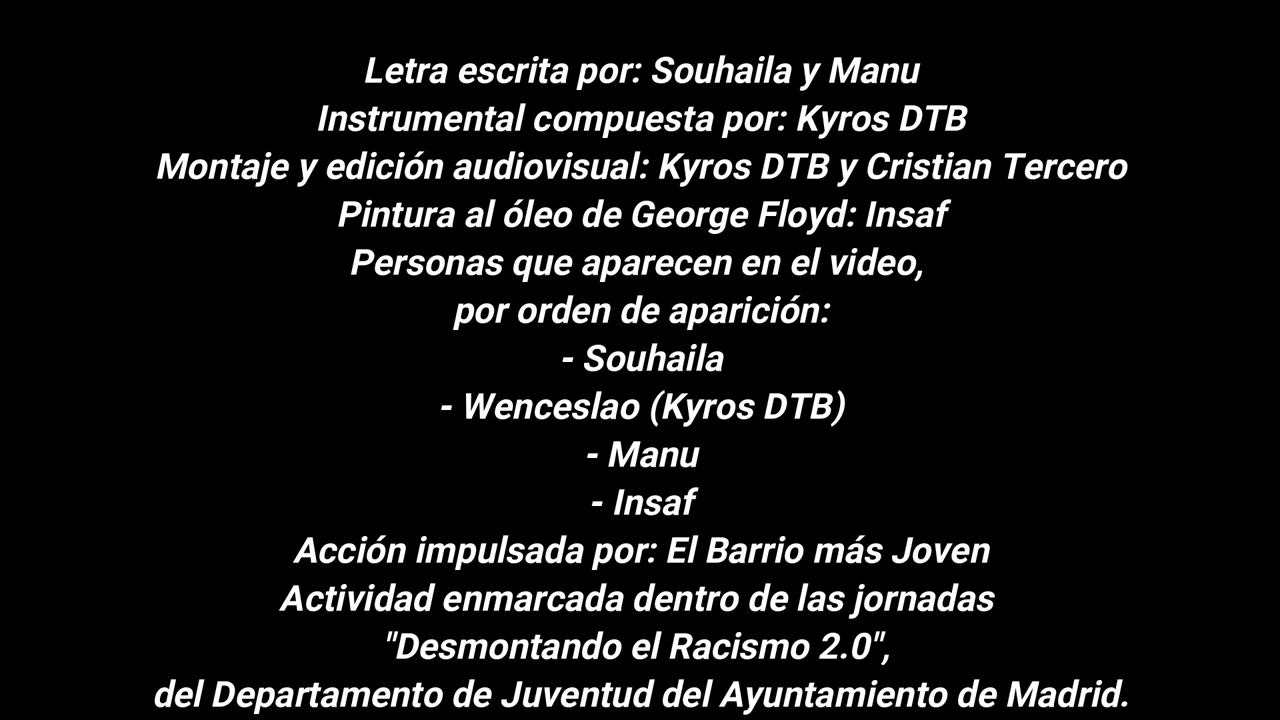 Letra escrita por: Souhaila y Manu
Instrumental compuesta por: Kyros DTB
Montaje y edición audiovisual: Kyros DTB y Cristian Tercero
Pintura al óleo de George Floyd: Insaf
Personas que aparecen en el video,
por orden de aparición:
- Souhaila
- Wenceslao (Kyros DTB)
- Manu
- Insaf
Acción impulsada por: El Barrio más Joven
Actividad enmarcada dentro de las jornadas
"Desmontando el Racismo 2.0",
del Departamento de Juventud del Ayuntamiento de Madrid.